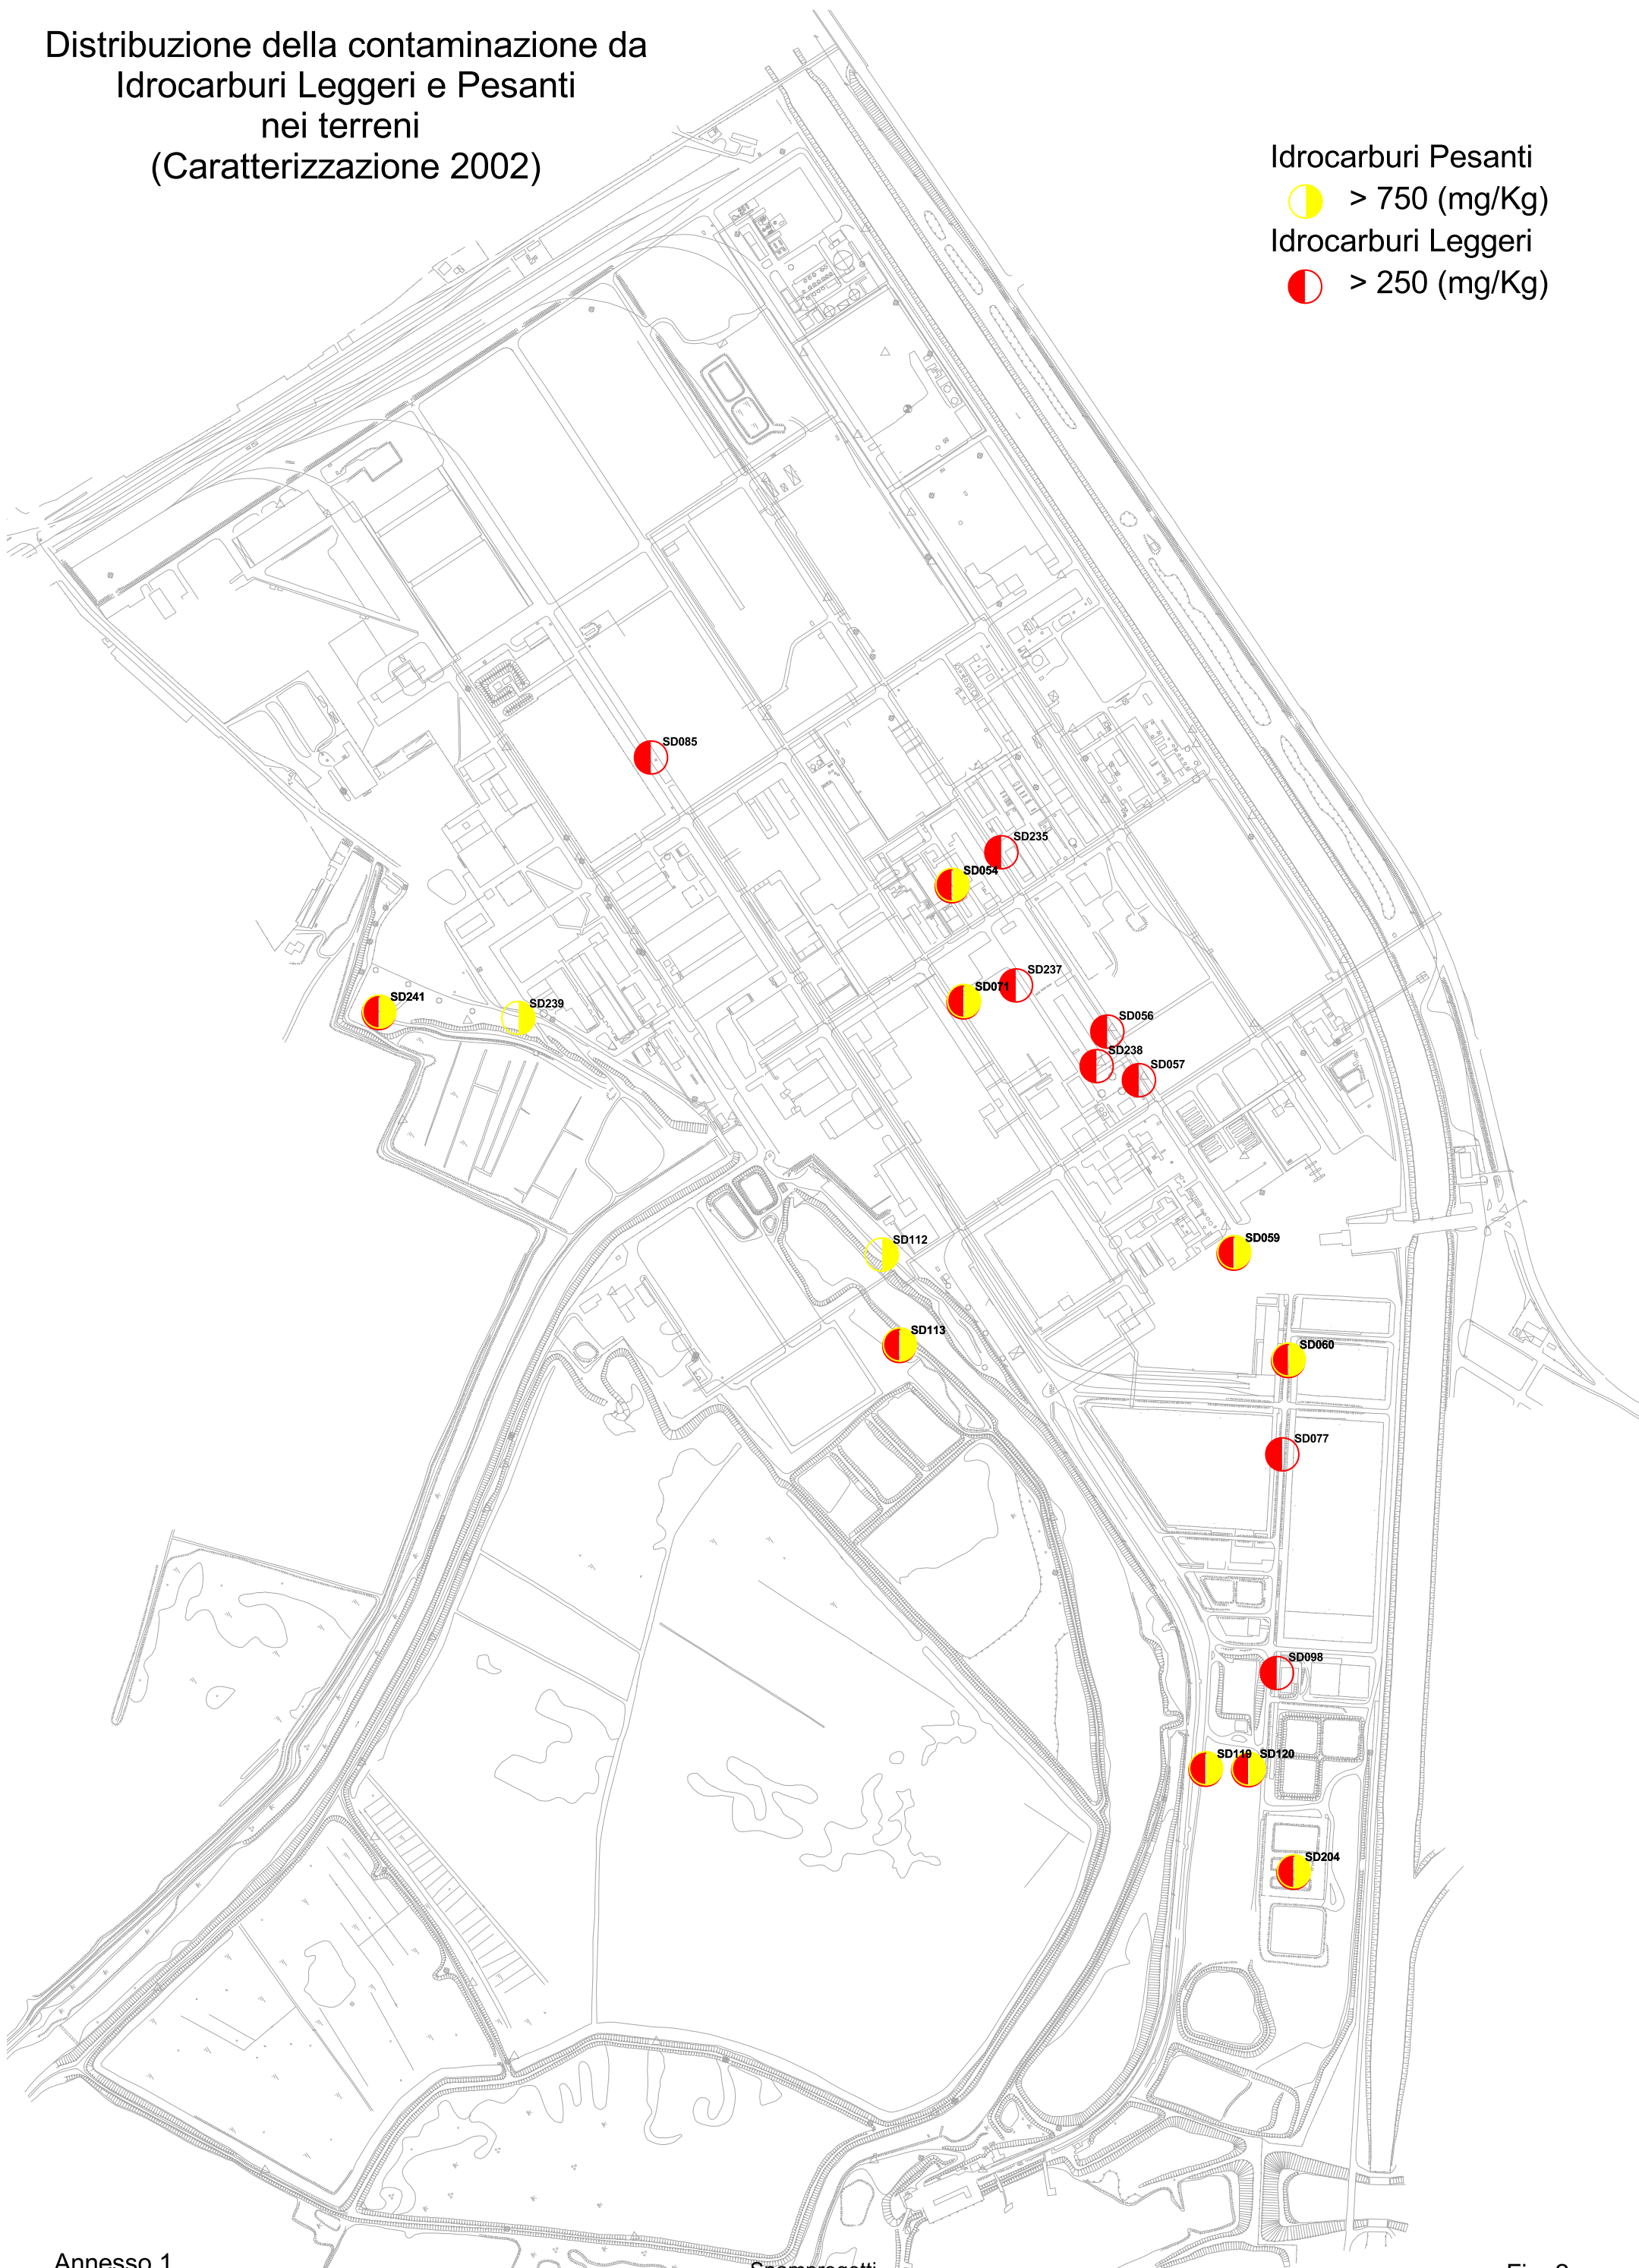 Distribuzione della contaminazione da
Idrocarburi Leggeri e Pesanti
nei terreni
(Caratterizzazione 2002)
Idrocarburi Pesanti
> 750 (mg/Kg)
Idrocarburi Leggeri
> 250 (mg/Kg)
SD085
SD235
SD054
SD237
SD071
SD241
SD239
SD056
SD238
SD057
SD112
SD059
SD113
SD060
SD077
SD098
SD119
SD120
SD204
Annesso 1